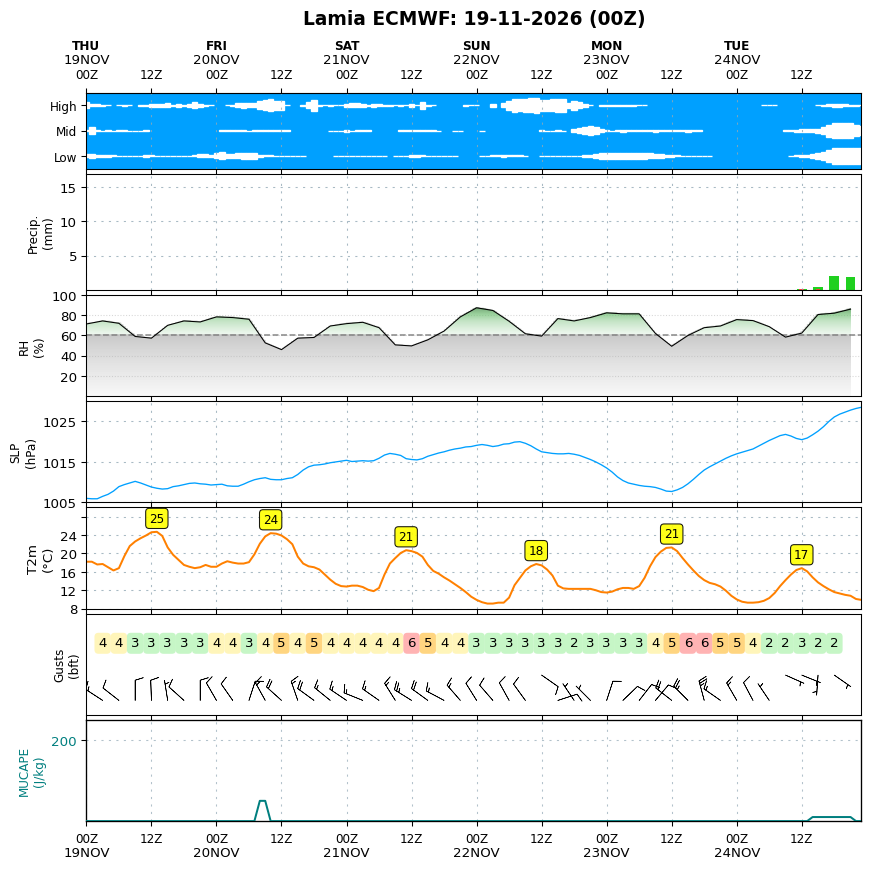 Lamia ECMWF: 19-11-2026 (00Z)
THU FRI SAT SUN MON TUE
19NOV 20NOV 21NOV 22NOV 23NOV 24NOV
00Z 12Z 00Z 12Z 00Z 12Z 00Z 12Z 00Z 12Z 00Z 12Z
High
Mid
Low
Precip.
(mm)
15
10
5
RH
(%)
100
80
60
40
20
SLP
(hPa)
1025
1015
1005
T2m
(°C)
24
20
16
12
8
25 24 21 18 21 17
Gusts
(bft)
4 4 3 3 3 3 3 4 4 3 4 5 4 5 4 4 4 4 4 6 5 4 4 3 3 3 3 3 3 2 3 3 3 3 4 5 6 6 5 5 4 2 2 3 2 2
MUCAPE
(J/kg)
200
00Z 12Z 00Z 12Z 00Z 12Z 00Z 12Z 00Z 12Z 00Z 12Z
19NOV 20NOV 21NOV 22NOV 23NOV 24NOV